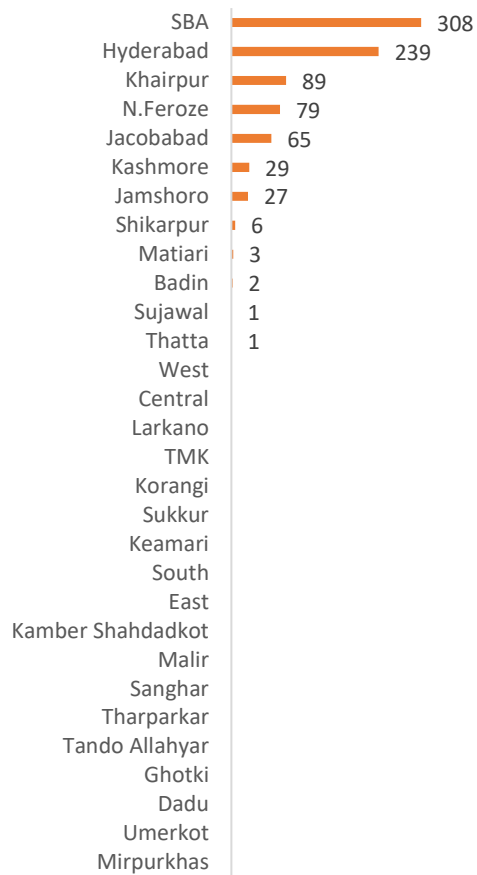 SBA 308
Hyderabad 239
Khairpur 89
N.Feroze 79
Jacobabad 65
Kashmore 29
Jamshoro 27
Shikarpur 6
Matiari 3
Badin 2
Sujawal 1
Thatta 1
West
Central
Larkano
TMK
Korangi
Sukkur
Keamari
South
East
Kamber Shahdadkot
Malir
Sanghar
Tharparkar
Tando Allahyar
Ghotki
Dadu
Umerkot
Mirpurkhas